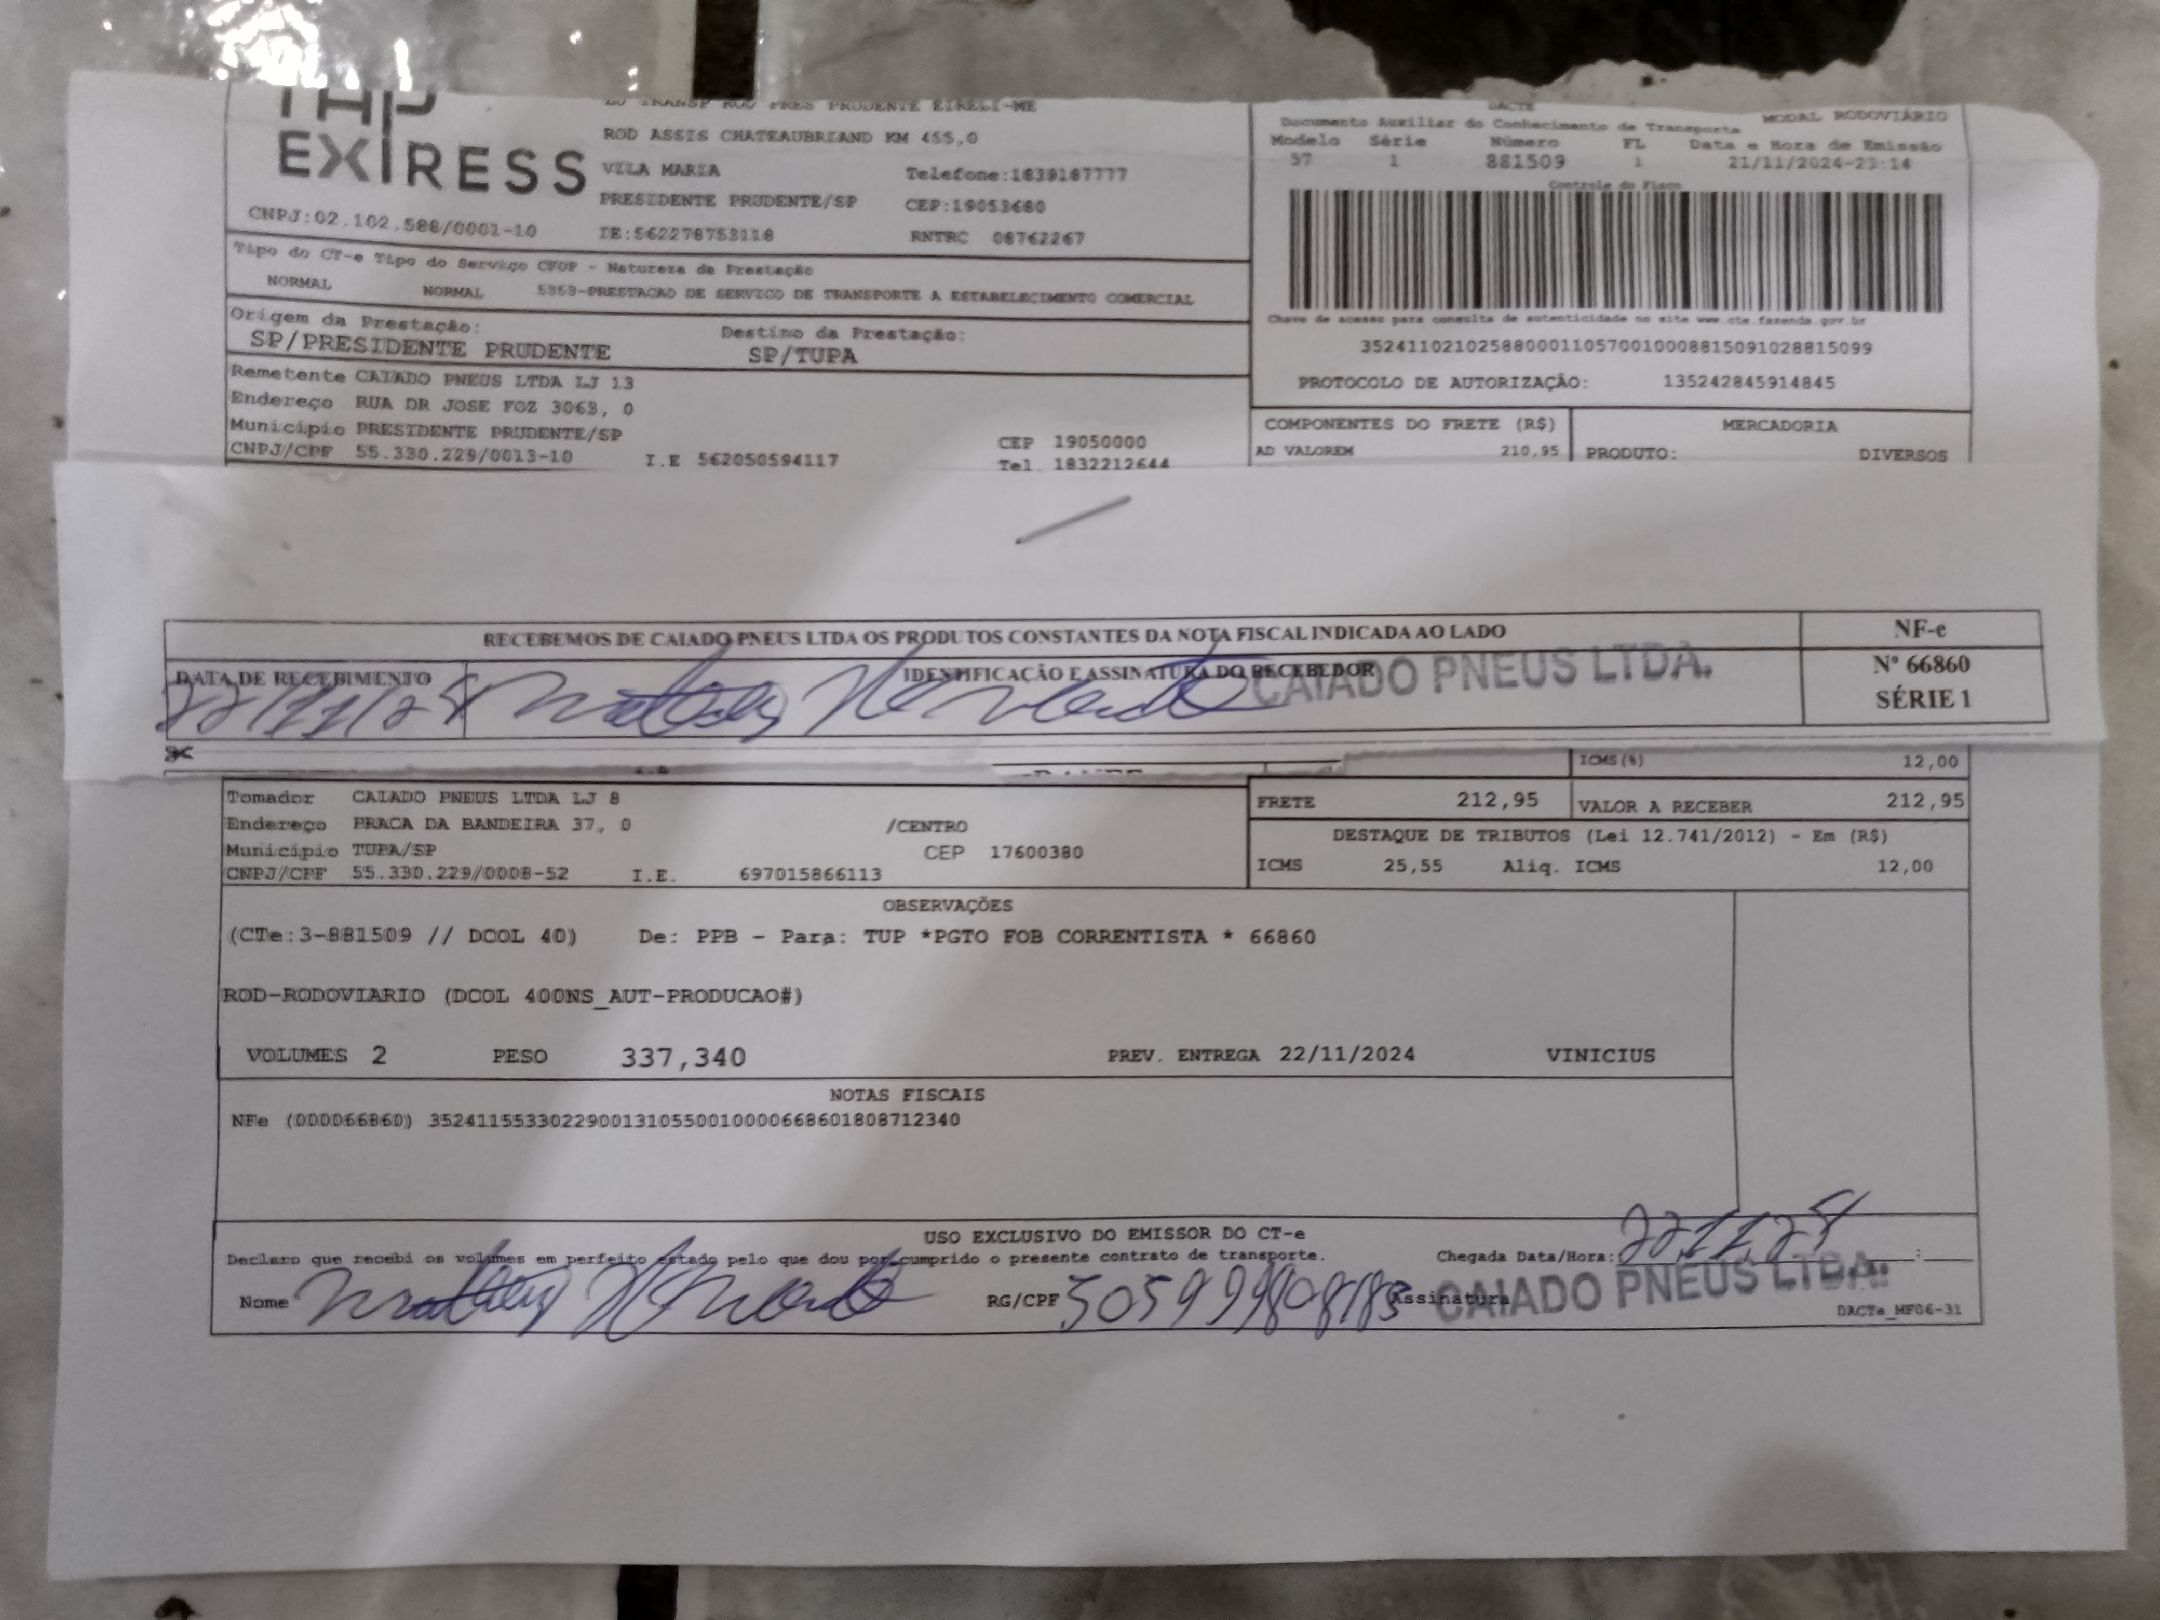 EXPRESS
ZU TRANSP ROD PRES PRUDENTE EIRELI-ME
ROD ASSIS CHATEAUBRIAND KM 455,0
VILA MARIA Telefone:1839187777
PRESIDENTE PRUDENTE/SP CEP:19053680
CNPJ:02.102.588/0001-10 IE:562278753118 RNTRC 08762267
DACTE
Documento Auxiliar do Conhecimento de Transporte MODAL RODOVIÁRIO
Modelo Série Número FL Data e Hora de Emissão
57 1 881509 1 21/11/2024-23:14
Controle do Fisco
Tipo do CT-e Tipo do Serviço CFOP - Natureza da Prestação
NORMAL NORMAL 5353-PRESTACAO DE SERVICO DE TRANSPORTE A ESTABELECIMENTO COMERCIAL
Chave de acesso para consulta de autenticidade no site www.cte.fazenda.gov.br
35241102102588000110570010008815091028815099
PROTOCOLO DE AUTORIZAÇÃO: 135242845914845
Origem da Prestação: Destino da Prestação:
SP/PRESIDENTE PRUDENTE SP/TUPA
Remetente CAIADO PNEUS LTDA LJ 13
Endereço RUA DR JOSE FOZ 3063, 0
Município PRESIDENTE PRUDENTE/SP CEP 19050000
CNPJ/CPF 55.330.229/0013-10 I.E 562050594117 Tel. 1832212644
COMPONENTES DO FRETE (R$) MERCADORIA
AD VALOREM 210,95 PRODUTO: DIVERSOS
RECEBEMOS DE CAIADO PNEUS LTDA OS PRODUTOS CONSTANTES DA NOTA FISCAL INDICADA AO LADO NF-e
DATA DE RECEBIMENTO IDENTIFICAÇÃO E ASSINATURA DO RECEBEDOR Nº 66860
22/11/24 CAIADO PNEUS LTDA. SÉRIE 1
ICMS(%) 12,00
Tomador CAIADO PNEUS LTDA LJ 8 FRETE 212,95 VALOR A RECEBER 212,95
Endereço PRACA DA BANDEIRA 37, 0 /CENTRO
Município TUPA/SP CEP 17600380
CNPJ/CPF 55.330.229/0008-52 I.E. 697015866113
DESTAQUE DE TRIBUTOS (Lei 12.741/2012) - Em (R$)
ICMS 25,55 Aliq. ICMS 12,00
OBSERVAÇÕES
(CTe:3-881509 // DCOL 40) De: PPB - Para: TUP *PGTO FOB CORRENTISTA * 66860
ROD-RODOVIARIO (DCOL 400NS_AUT-PRODUCAO#)
VOLUMES 2 PESO 337,340 PREV. ENTREGA 22/11/2024 VINICIUS
NOTAS FISCAIS
NFe (000066860) 35241155330229001310550010000668601808712340
USO EXCLUSIVO DO EMISSOR DO CT-e
Declaro que recebi os volumes em perfeito estado pelo que dou por cumprido o presente contrato de transporte. Chegada Data/Hora: 22,11,24 :
Nome RG/CPF Assinatura CAIADO PNEUS LTDA.
DACTe_MF06-31